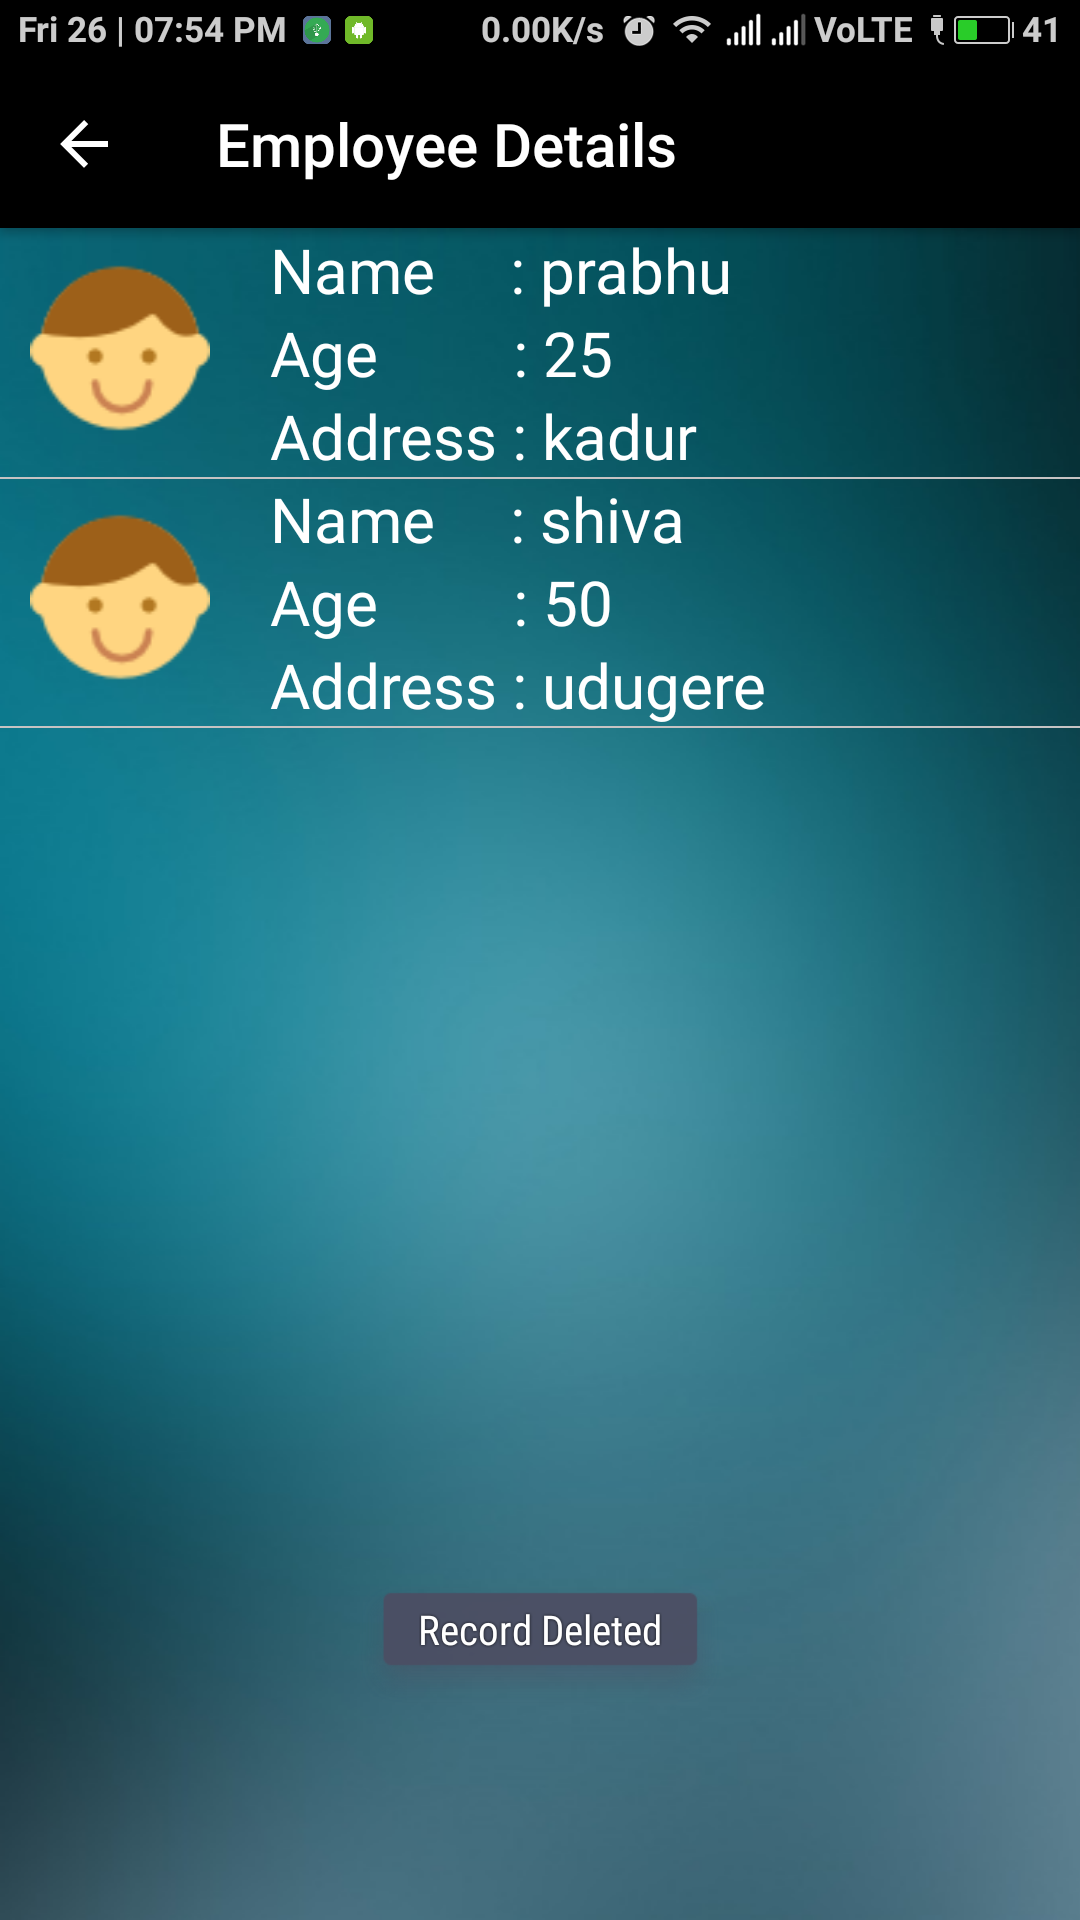 Fri 26 | 07:54 PM 0.00K/s VoLTE 41
Employee Details
Name : prabhu
Age : 25
Address : kadur
Name : shiva
Age : 50
Address : udugere
Record Deleted